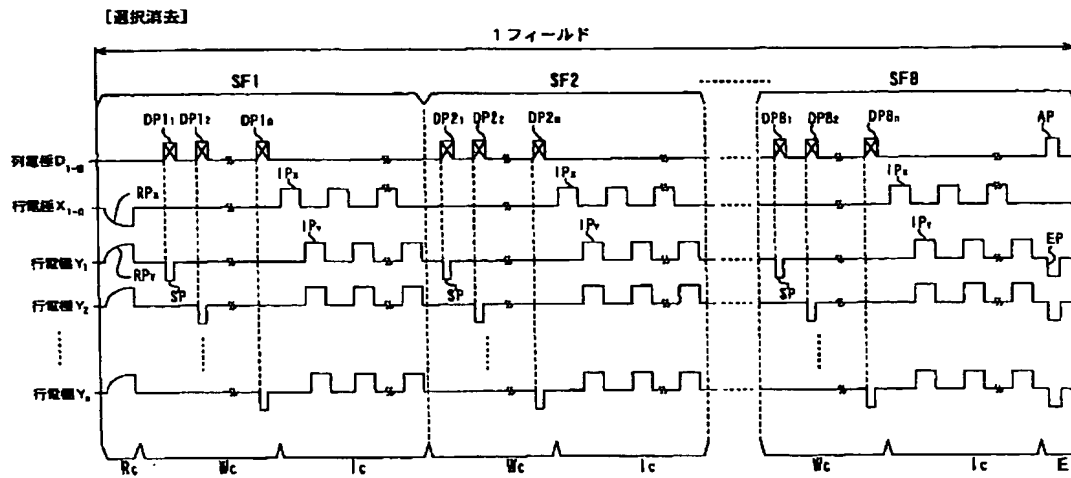 [選択消去]
1フィールド
SF1 SF2 SF8
DP1₁ DP1₂ DP1ₙ DP2₁ DP2₂ DP2ₙ DP8₁ DP8₂ DP8ₙ AP
列電極D₁₋ₘ
IPₓ IPₓ IPₓ
RPₓ
行電極X₁₋ₙ
IPᵧ IPᵧ IPᵧ
行電極Y₁ EP
RPᵧ SP SP SP
行電極Y₂
行電極Yₙ
Rc Wc Ic Wc Ic Wc Ic E